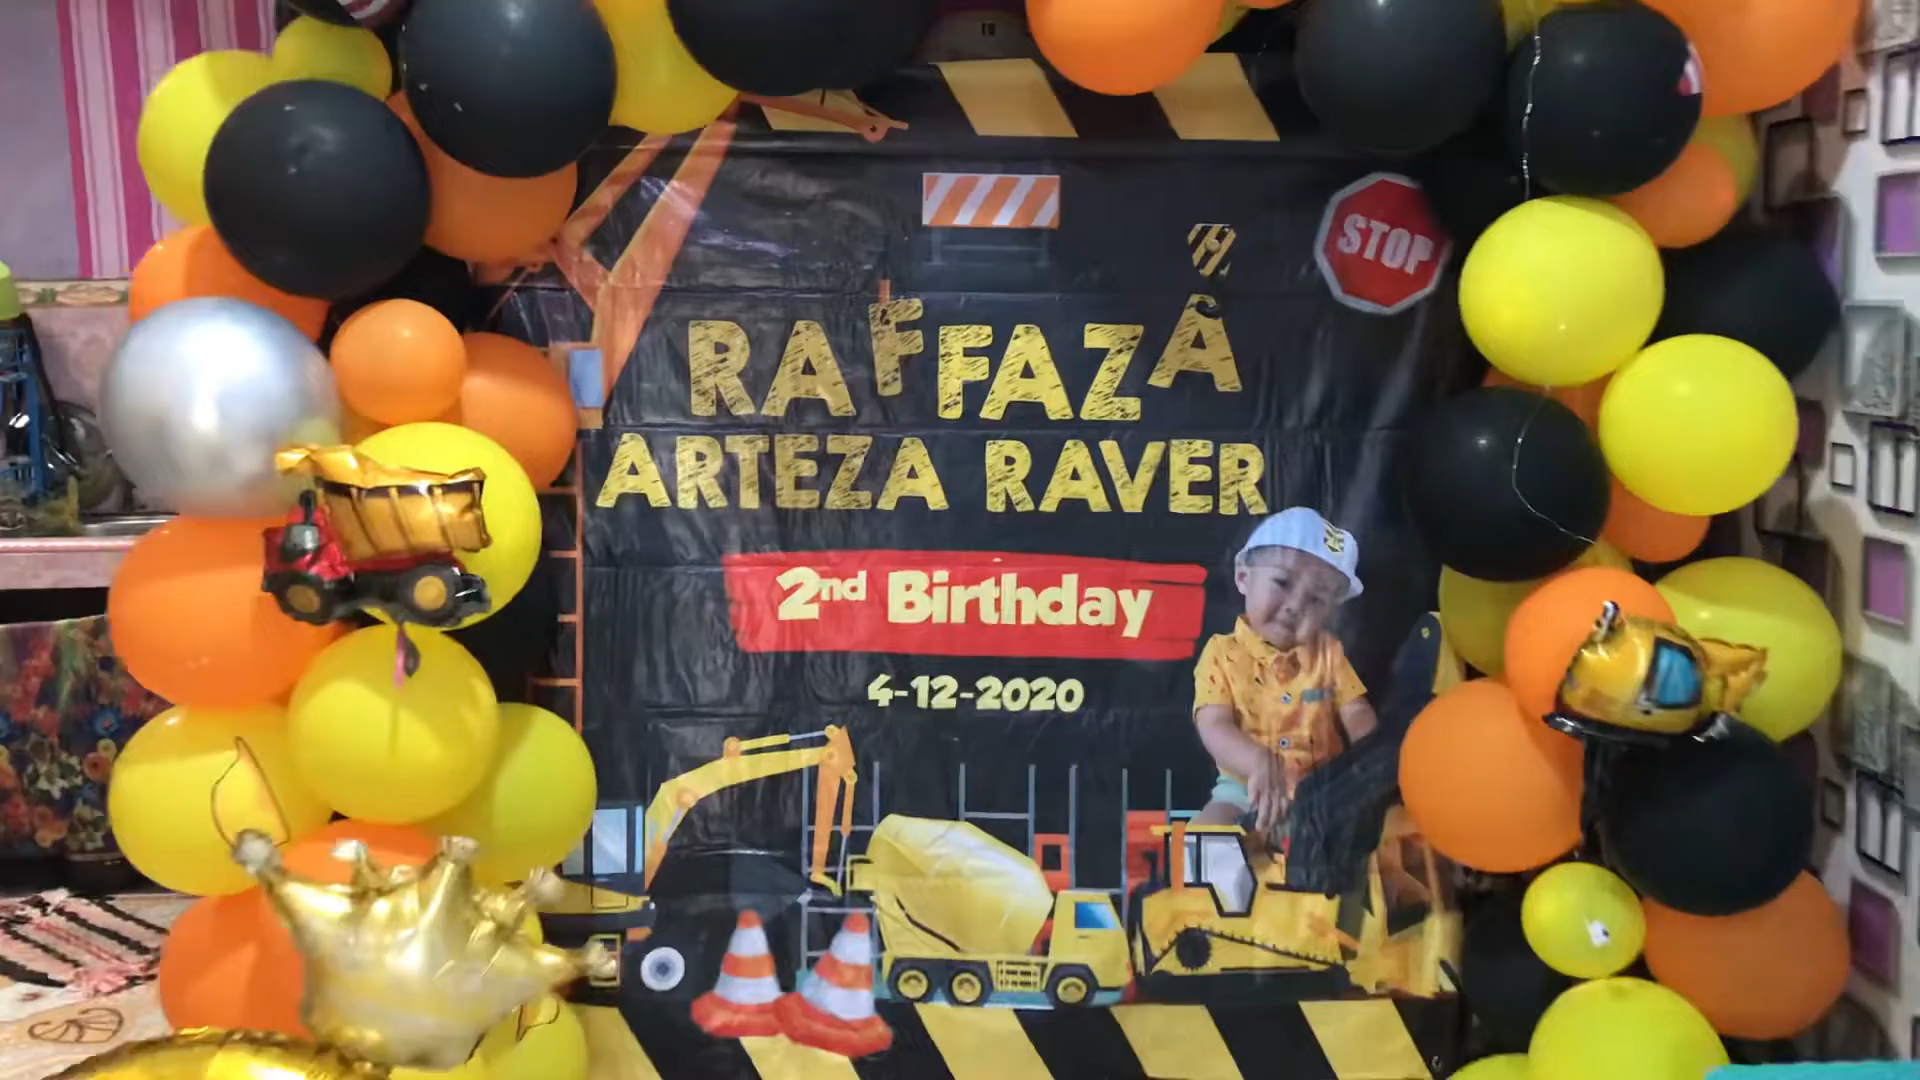 STOP
RAFFAZA
ARTEZA RAVER
2nd Birthday
4-12-2020